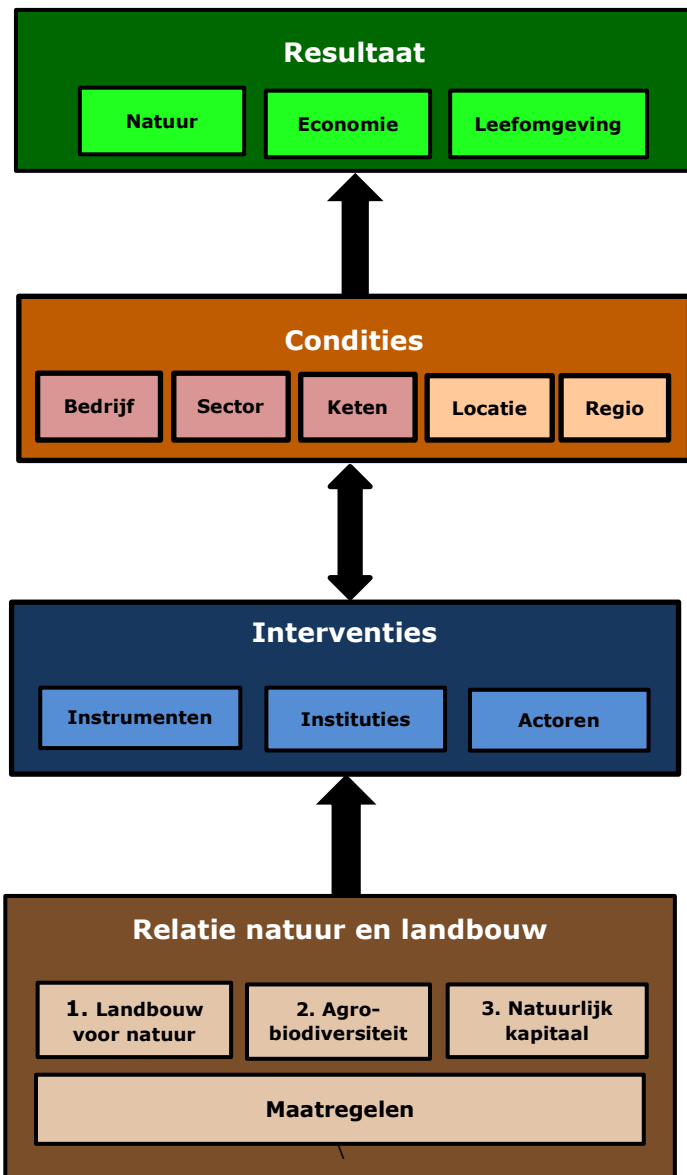 Resultaat
Natuur
Economie
Leefomgeving
Condities
Bedrijf
Sector
Keten
Locatie
Regio
Interventies
Instrumenten
Instituties
Actoren
Relatie natuur en landbouw
1. Landbouw
voor natuur
2. Agro-
biodiversiteit
3. Natuurlijk
kapitaal
Maatregelen
\